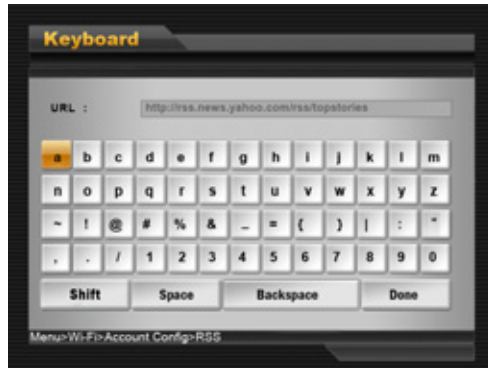 Keyboard
URL : http://rss.news.yahoo.com/rss/topstories
a b c d e f g h i j k l m
n o p q r s t u v w x y z
~ ! @ # % & _ = { } | : "
, . / 1 2 3 4 5 6 7 8 9 0
Shift Space Backspace Done
Menu>Wi-Fi>Account Config>RSS